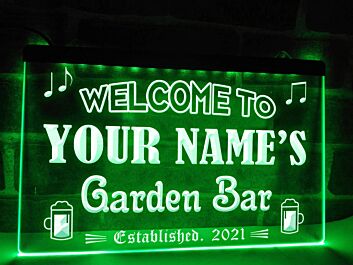 WELCOME TO
YOUR NAME'S
Garden Bar
Established. 2021